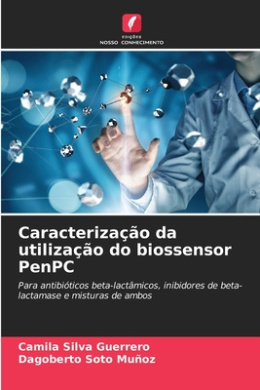 edições
NOSSO CONHECIMENTO
Caracterização da
utilização do biossensor
PenPC
Para antibióticos beta-lactâmicos, inibidores de beta-
lactamase e misturas de ambos
Camila Silva Guerrero
Dagoberto Soto Muñoz